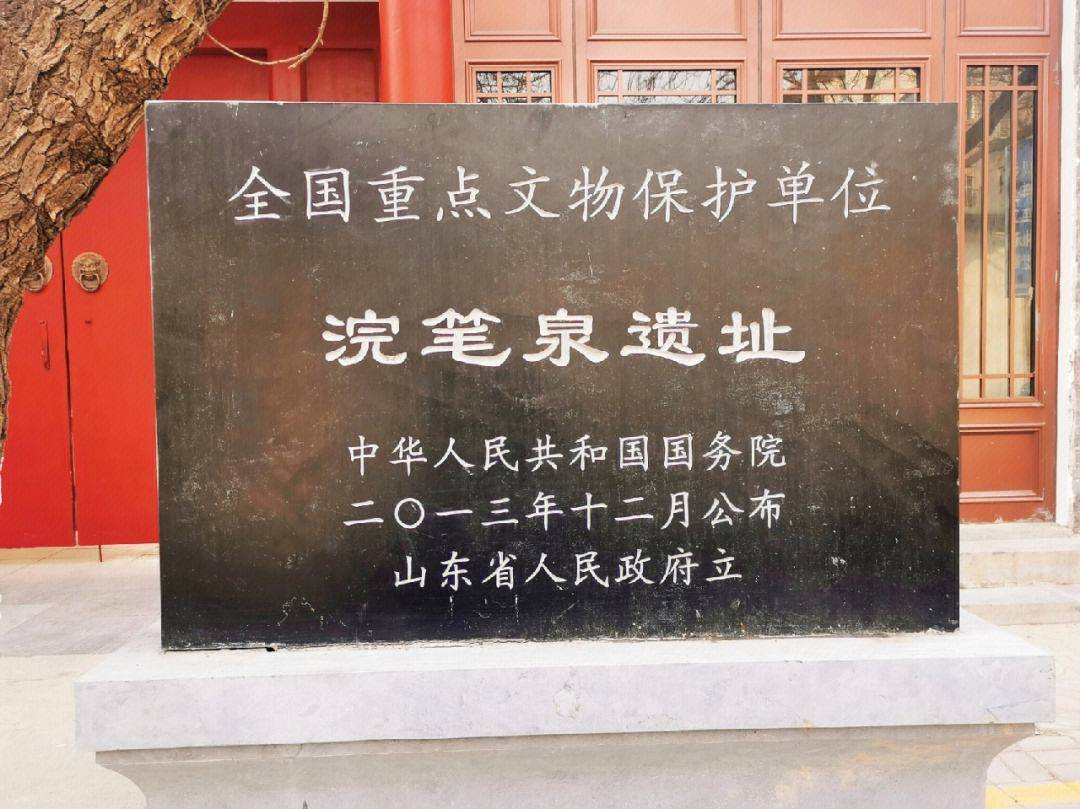 全国重点文物保护单位
浣笔泉遗址
中华人民共和国国务院
二〇一三年十二月公布
山东省人民政府立